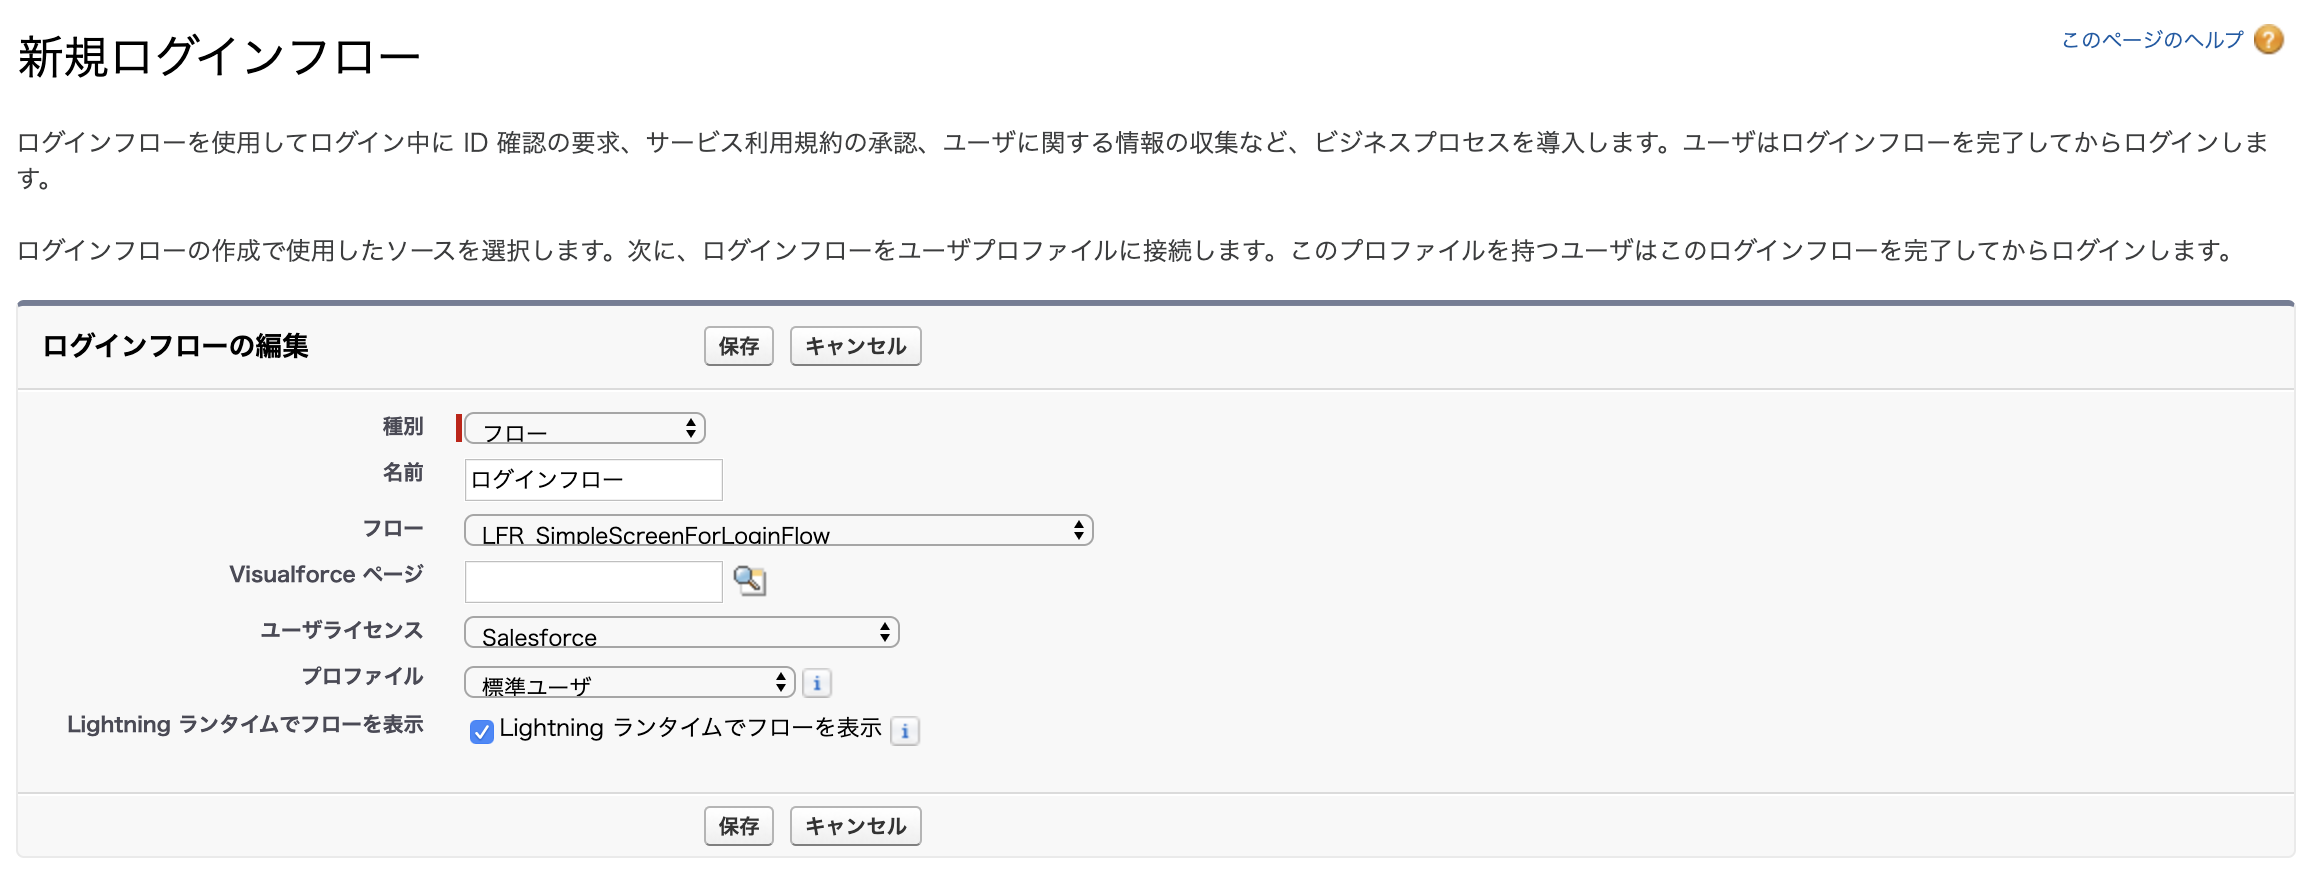 新規ログインフロー
このページのヘルプ ?
ログインフローを使用してログイン中に ID 確認の要求、サービス利用規約の承認、ユーザに関する情報の収集など、ビジネスプロセスを導入します。ユーザはログインフローを完了してからログインしま
す。
ログインフローの作成で使用したソースを選択します。次に、ログインフローをユーザプロファイルに接続します。このプロファイルを持つユーザはこのログインフローを完了してからログインします。
ログインフローの編集 保存 キャンセル
種別 フロー
名前 ログインフロー
フロー LFR_SimpleScreenForLoginFlow
Visualforce ページ
ユーザライセンス Salesforce
プロファイル 標準ユーザ i
Lightning ランタイムでフローを表示 Lightning ランタイムでフローを表示 i
保存 キャンセル